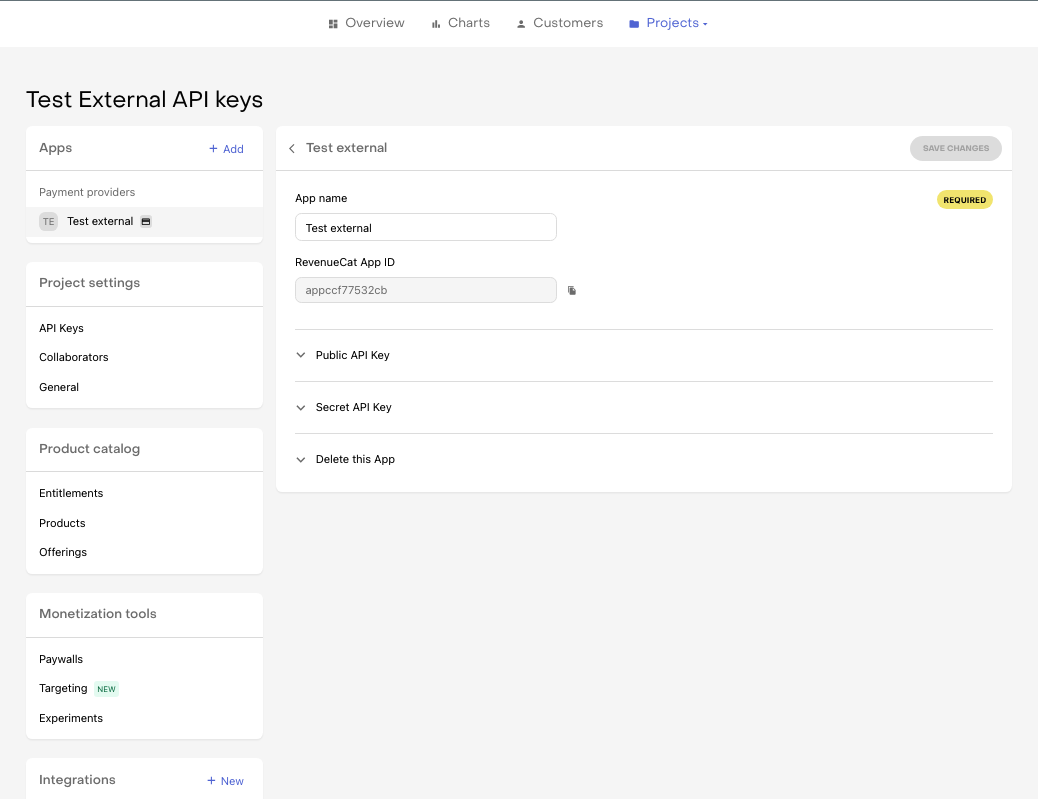 Overview Charts Customers Projects
Test External API keys
Apps + Add
Payment providers
TE Test external
Project settings
API Keys
Collaborators
General
Product catalog
Entitlements
Products
Offerings
Monetization tools
Paywalls
Targeting NEW
Experiments
Integrations + New
Test external SAVE CHANGES
App name REQUIRED
Test external
RevenueCat App ID
appccf77532cb
Public API Key
Secret API Key
Delete this App